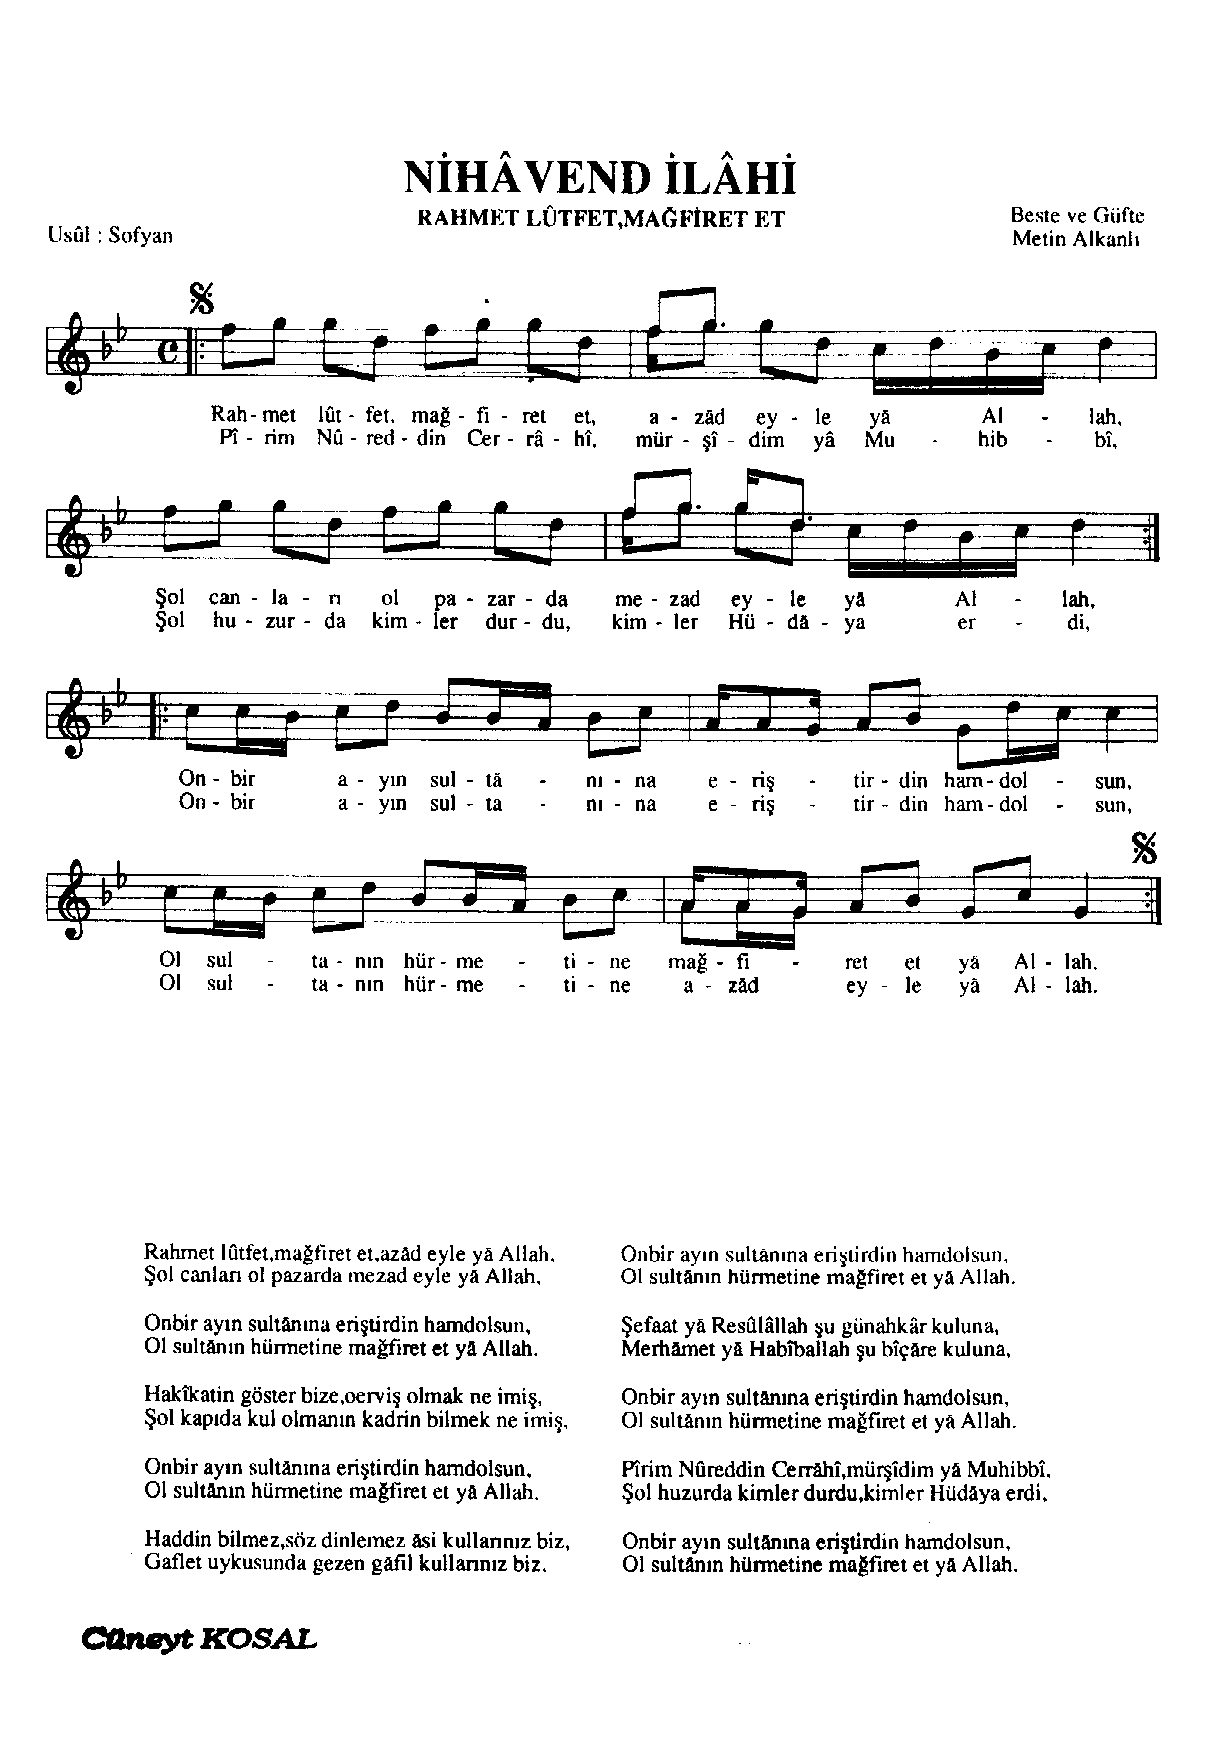 NİHÂVEND İLÂHİ
RAHMET LÛTFET,MAĞFİRET ET
Usûl : Sofyan
Beste ve Güfte
Metin Alkanlı
Rah - met lût - fet, mağ - fi - ret et, a - zâd ey - le yâ Al - lah,
Pî - rim Nû - red - din Cer - râ - hî, mür - şî - dim yâ Mu - hib - bî,
Şol can - la - rı ol pa - zar - da me - zad ey - le yâ Al - lah,
Şol hu - zur - da kim - ler dur - du, kim - ler Hü - dâ - ya er - di,
On - bir a - yın sul - tâ - nı - na e - riş - tir - din ham - dol - sun,
On - bir a - yın sul - ta - nı - na e - riş - tir - din ham - dol - sun,
Ol sul - ta - nın hür - me - ti - ne mağ - fi - ret et yâ Al - lah.
Ol sul - ta - nın hür - me - ti - ne a - zâd ey - le yâ Al - lah.
Rahmet lûtfet,mağfiret et,azâd eyle yâ Allah,
Şol canları ol pazarda mezad eyle yâ Allah,
Onbir ayın sultânına eriştirdin hamdolsun,
Ol sultânın hürmetine mağfiret et yâ Allah.
Hakîkatin göster bize,oerviş olmak ne imiş,
Şol kapıda kul olmanın kadrin bilmek ne imiş,
Onbir ayın sultânına eriştirdin hamdolsun,
Ol sultânın hürmetine mağfiret et yâ Allah.
Haddin bilmez,söz dinlemez âsi kullarınız biz,
Gaflet uykusunda gezen gâfil kullarınız biz.
Onbir ayın sultânına eriştirdin hamdolsun,
Ol sultânın hürmetine mağfiret et yâ Allah.
Şefaat yâ Resûlâllah şu günahkâr kuluna,
Merhâmet yâ Habîballah şu bîçâre kuluna,
Onbir ayın sultânına eriştirdin hamdolsun,
Ol sultânın hürmetine mağfiret et yâ Allah.
Pîrim Nûreddin Cerrâhî,mürşîdim yâ Muhibbî,
Şol huzurda kimler durdu,kimler Hüdâya erdi,
Onbir ayın sultânına eriştirdin hamdolsun,
Ol sultânın hürmetine mağfiret et yâ Allah.
Cüneyt KOSAL